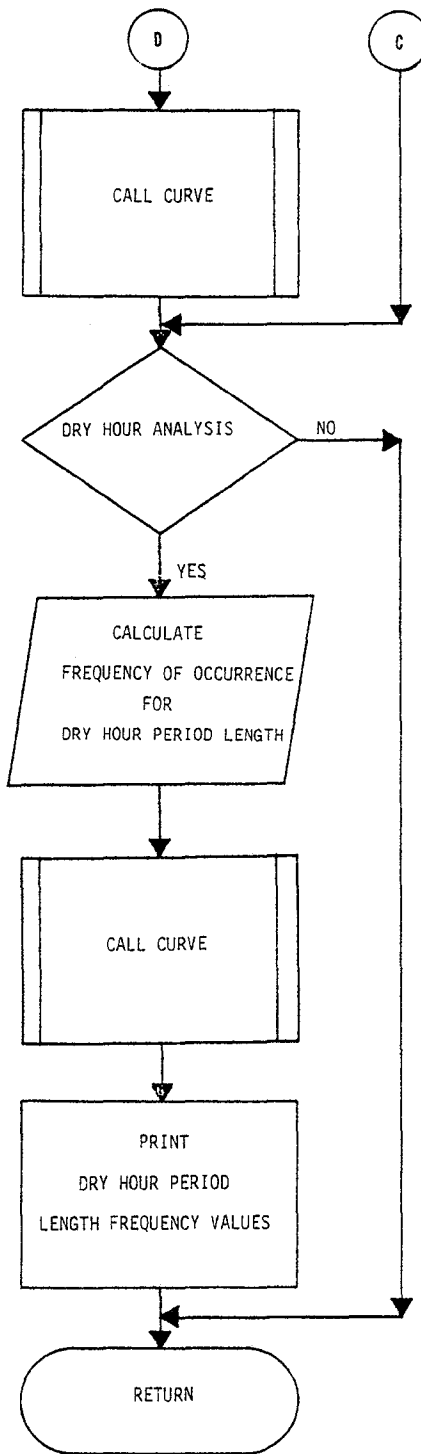 D
C
CALL CURVE
DRY HOUR ANALYSIS
NO
YES
CALCULATE
FREQUENCY OF OCCURRENCE
FOR
DRY HOUR PERIOD LENGTH
CALL CURVE
PRINT
DRY HOUR PERIOD
LENGTH FREQUENCY VALUES
RETURN